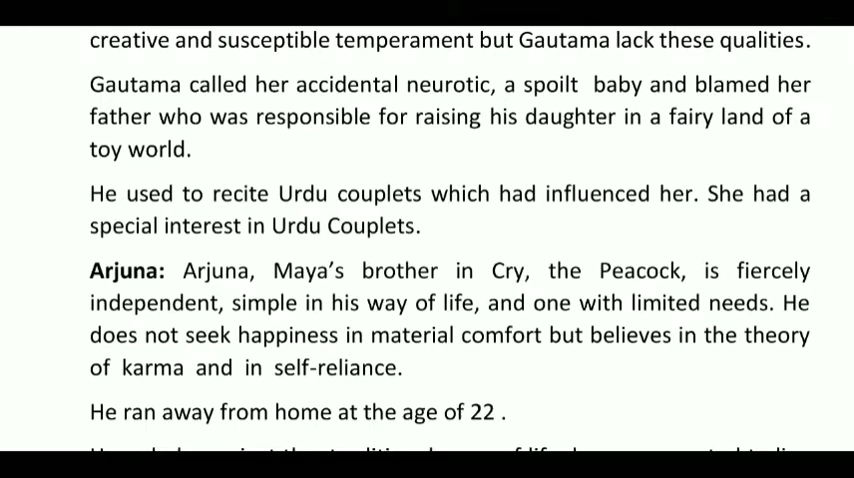 creative and susceptible temperament but Gautama lack these qualities.
Gautama called her accidental neurotic, a spoilt baby and blamed her
father who was responsible for raising his daughter in a fairy land of a
toy world.
He used to recite Urdu couplets which had influenced her. She had a
special interest in Urdu Couplets.
Arjuna: Arjuna, Maya's brother in Cry, the Peacock, is fiercely
independent, simple in his way of life, and one with limited needs. He
does not seek happiness in material comfort but believes in the theory
of karma and in self-reliance.
He ran away from home at the age of 22 .